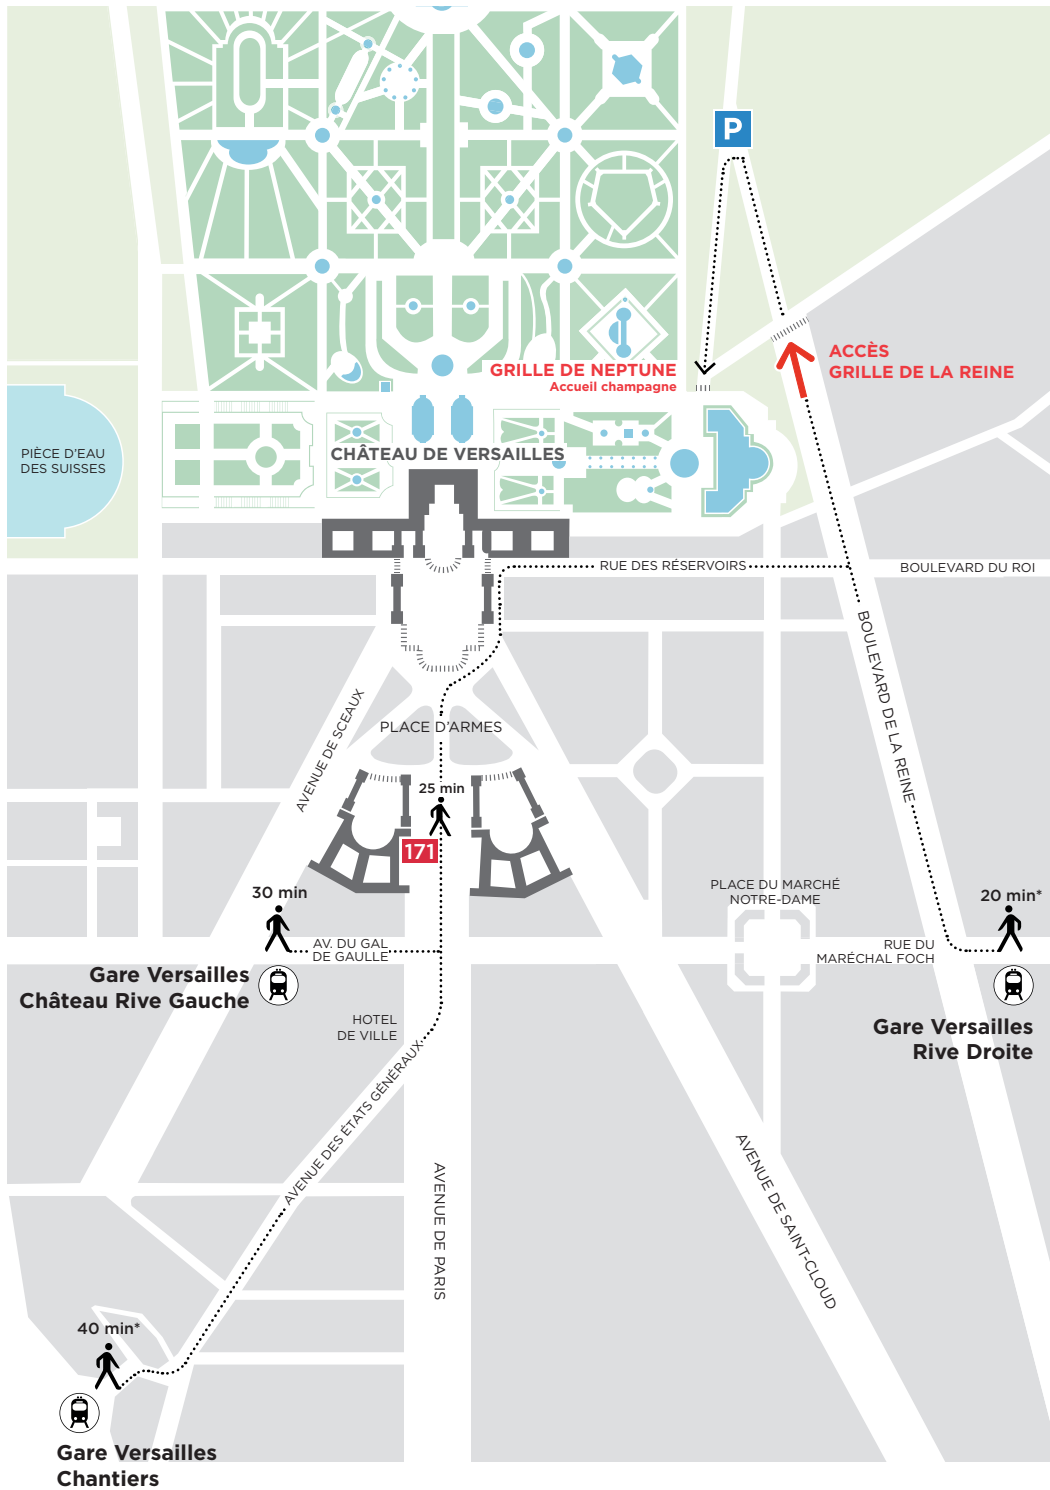 P
ACCÈS
GRILLE DE LA REINE
GRILLE DE NEPTUNE
Accueil champagne
PIÈCE D'EAU
DES SUISSES
CHÂTEAU DE VERSAILLES
RUE DES RÉSERVOIRS
BOULEVARD DU ROI
BOULEVARD DE LA REINE
AVENUE DE SCEAUX
PLACE D'ARMES
25 min
171
PLACE DU MARCHÉ
NOTRE-DAME
30 min
20 min*
AV. DU GAL
DE GAULLE
RUE DU
MARÉCHAL FOCH
Gare Versailles
Château Rive Gauche
HOTEL
DE VILLE
Gare Versailles
Rive Droite
AVENUE DES ÉTATS GÉNÉRAUX
AVENUE DE PARIS
AVENUE DE SAINT-CLOUD
40 min*
Gare Versailles
Chantiers